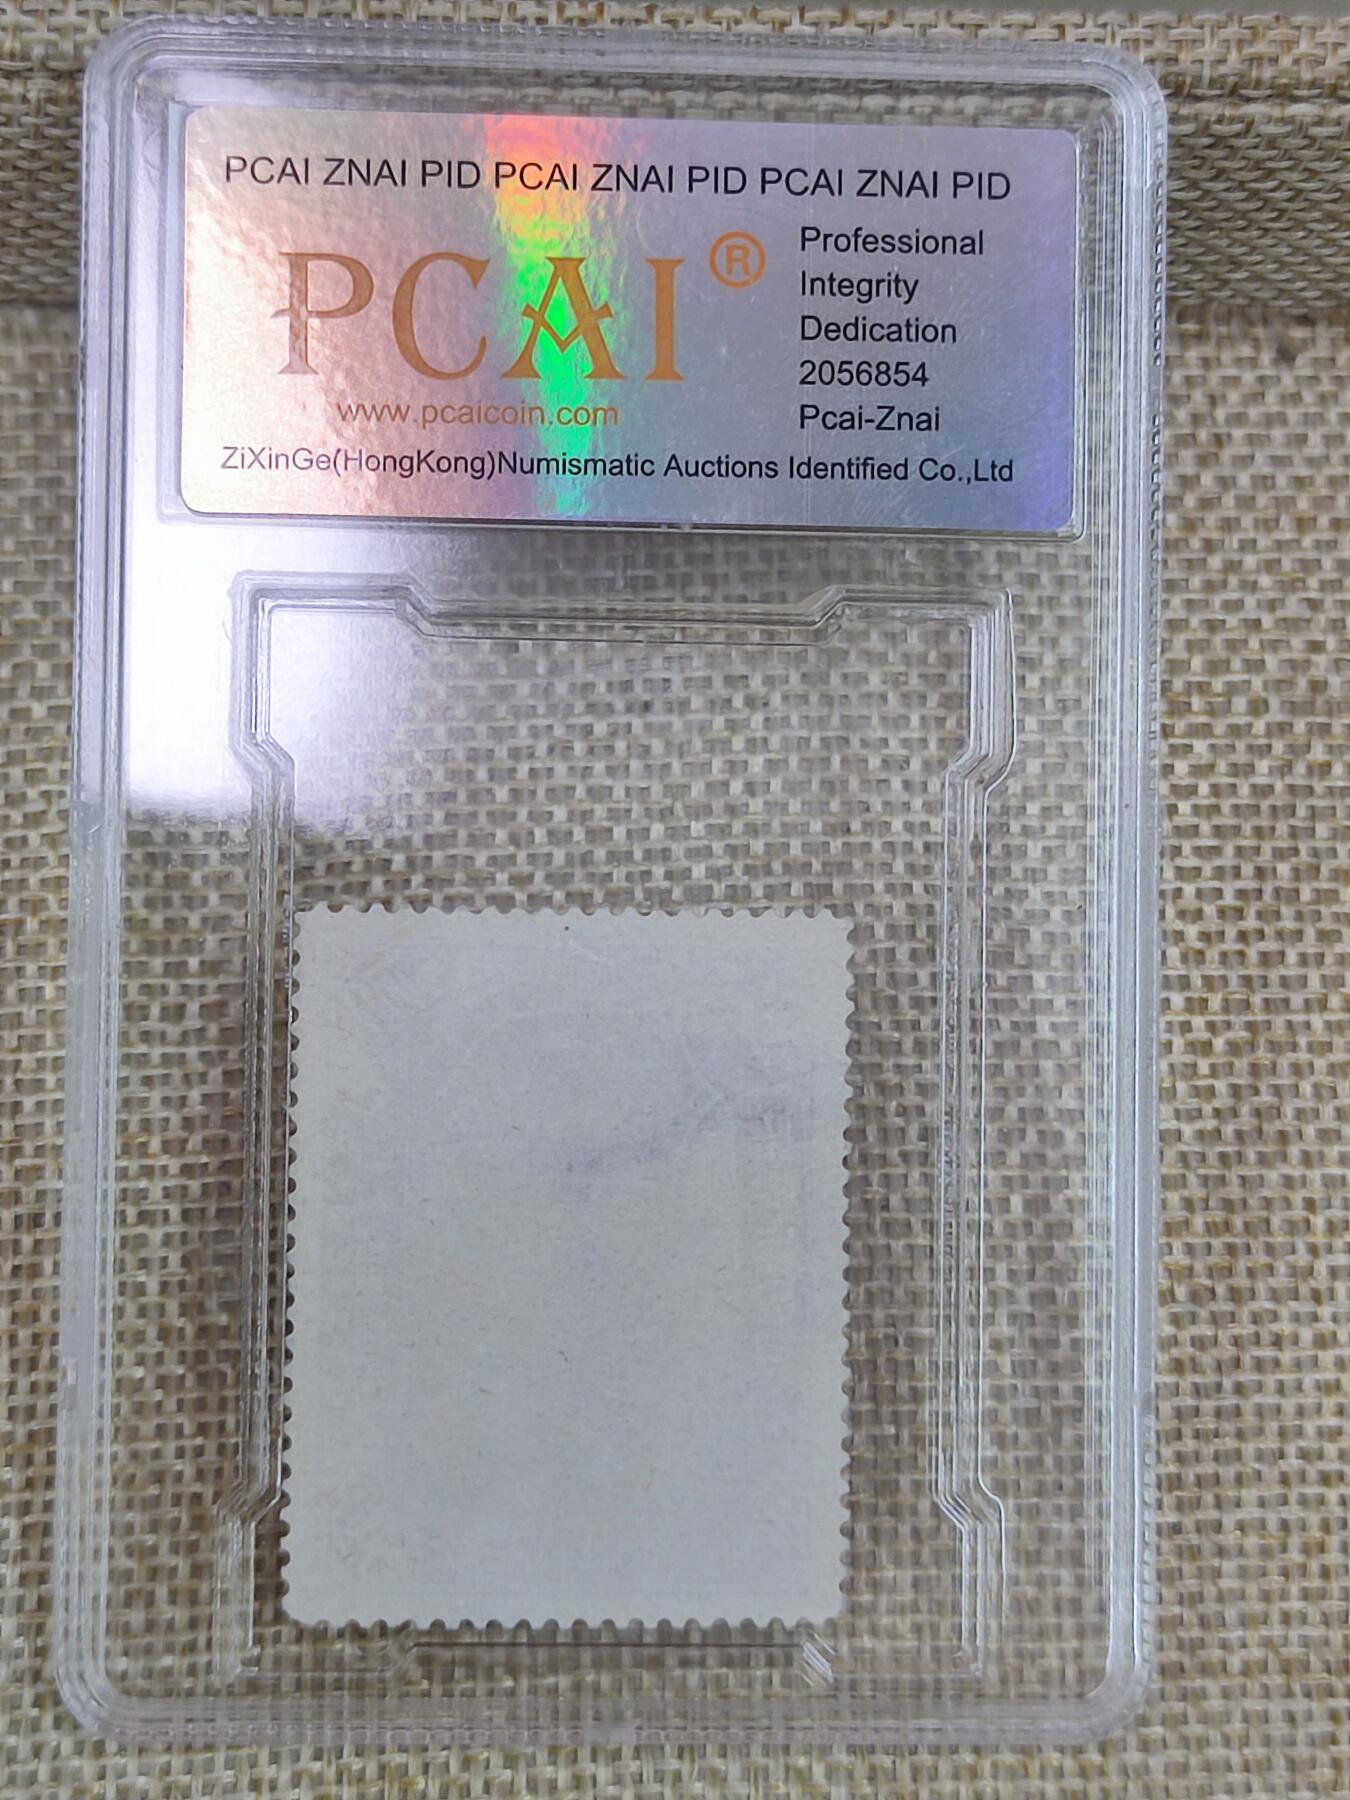 PCAI ZNAI PID PCAI ZNAI PID PCAI ZNAI PID
PCAI®
www.pcaicoin.com
Professional
Integrity
Dedication
2056854
Pcai-Znai
ZiXinGe(HongKong)Numismatic Auctions Identified Co.,Ltd